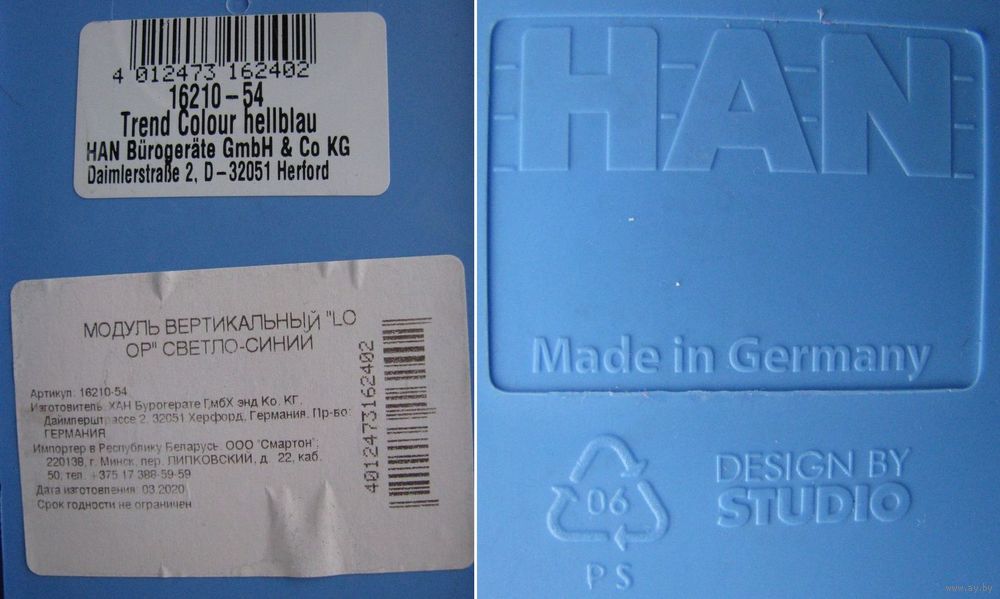 4 012473 162402
16210-54
Trend Colour hellblau
HAN Bürogeräte GmbH & Co KG
Daimlerstraße 2, D-32051 Herford
МОДУЛЬ ВЕРТИКАЛЬНЫЙ "LO
OP" СВЕТЛО-СИНИЙ
Артикул: 16210-54
Изготовитель: ХАН Бурогерате ГмбХ энд Ко. КГ,
Даймлерштрассе 2, 32051 Херфорд, Германия. Пр-во:
ГЕРМАНИЯ
Импортер в Республику Беларусь: ООО "Смартон";
220138, г. Минск, пер. ЛИПКОВСКИЙ, д. 22, каб.
50, тел. +375 17 388-59-59
Дата изготовления: 03.2020
Срок годности не ограничен
4012473162402
HAN
Made in Germany
06
PS
DESIGN BY
STUDIO
www.ay.by